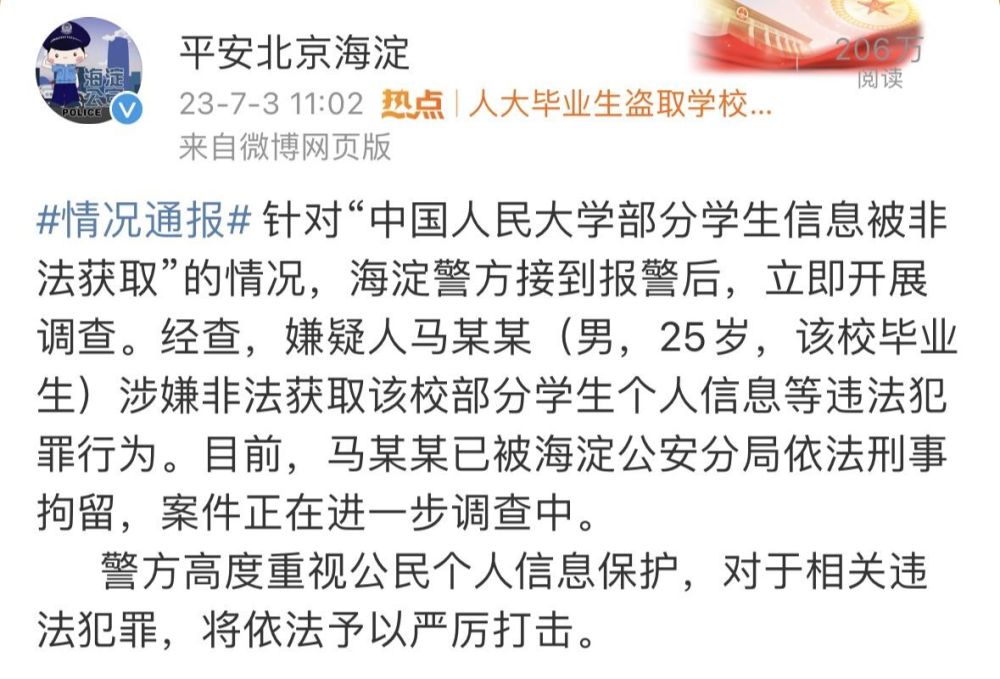 平安北京海淀
206万
阅读
23-7-3 11:02 热点 | 人大毕业生盗取学校...
来自微博网页版
海淀
公安
POLICE
#情况通报# 针对“中国人民大学部分学生信息被非
法获取”的情况，海淀警方接到报警后，立即开展
调查。经查，嫌疑人马某某（男，25岁，该校毕业
生）涉嫌非法获取该校部分学生个人信息等违法犯
罪行为。目前，马某某已被海淀公安分局依法刑事
拘留，案件正在进一步调查中。
警方高度重视公民个人信息保护，对于相关违
法犯罪，将依法予以严厉打击。